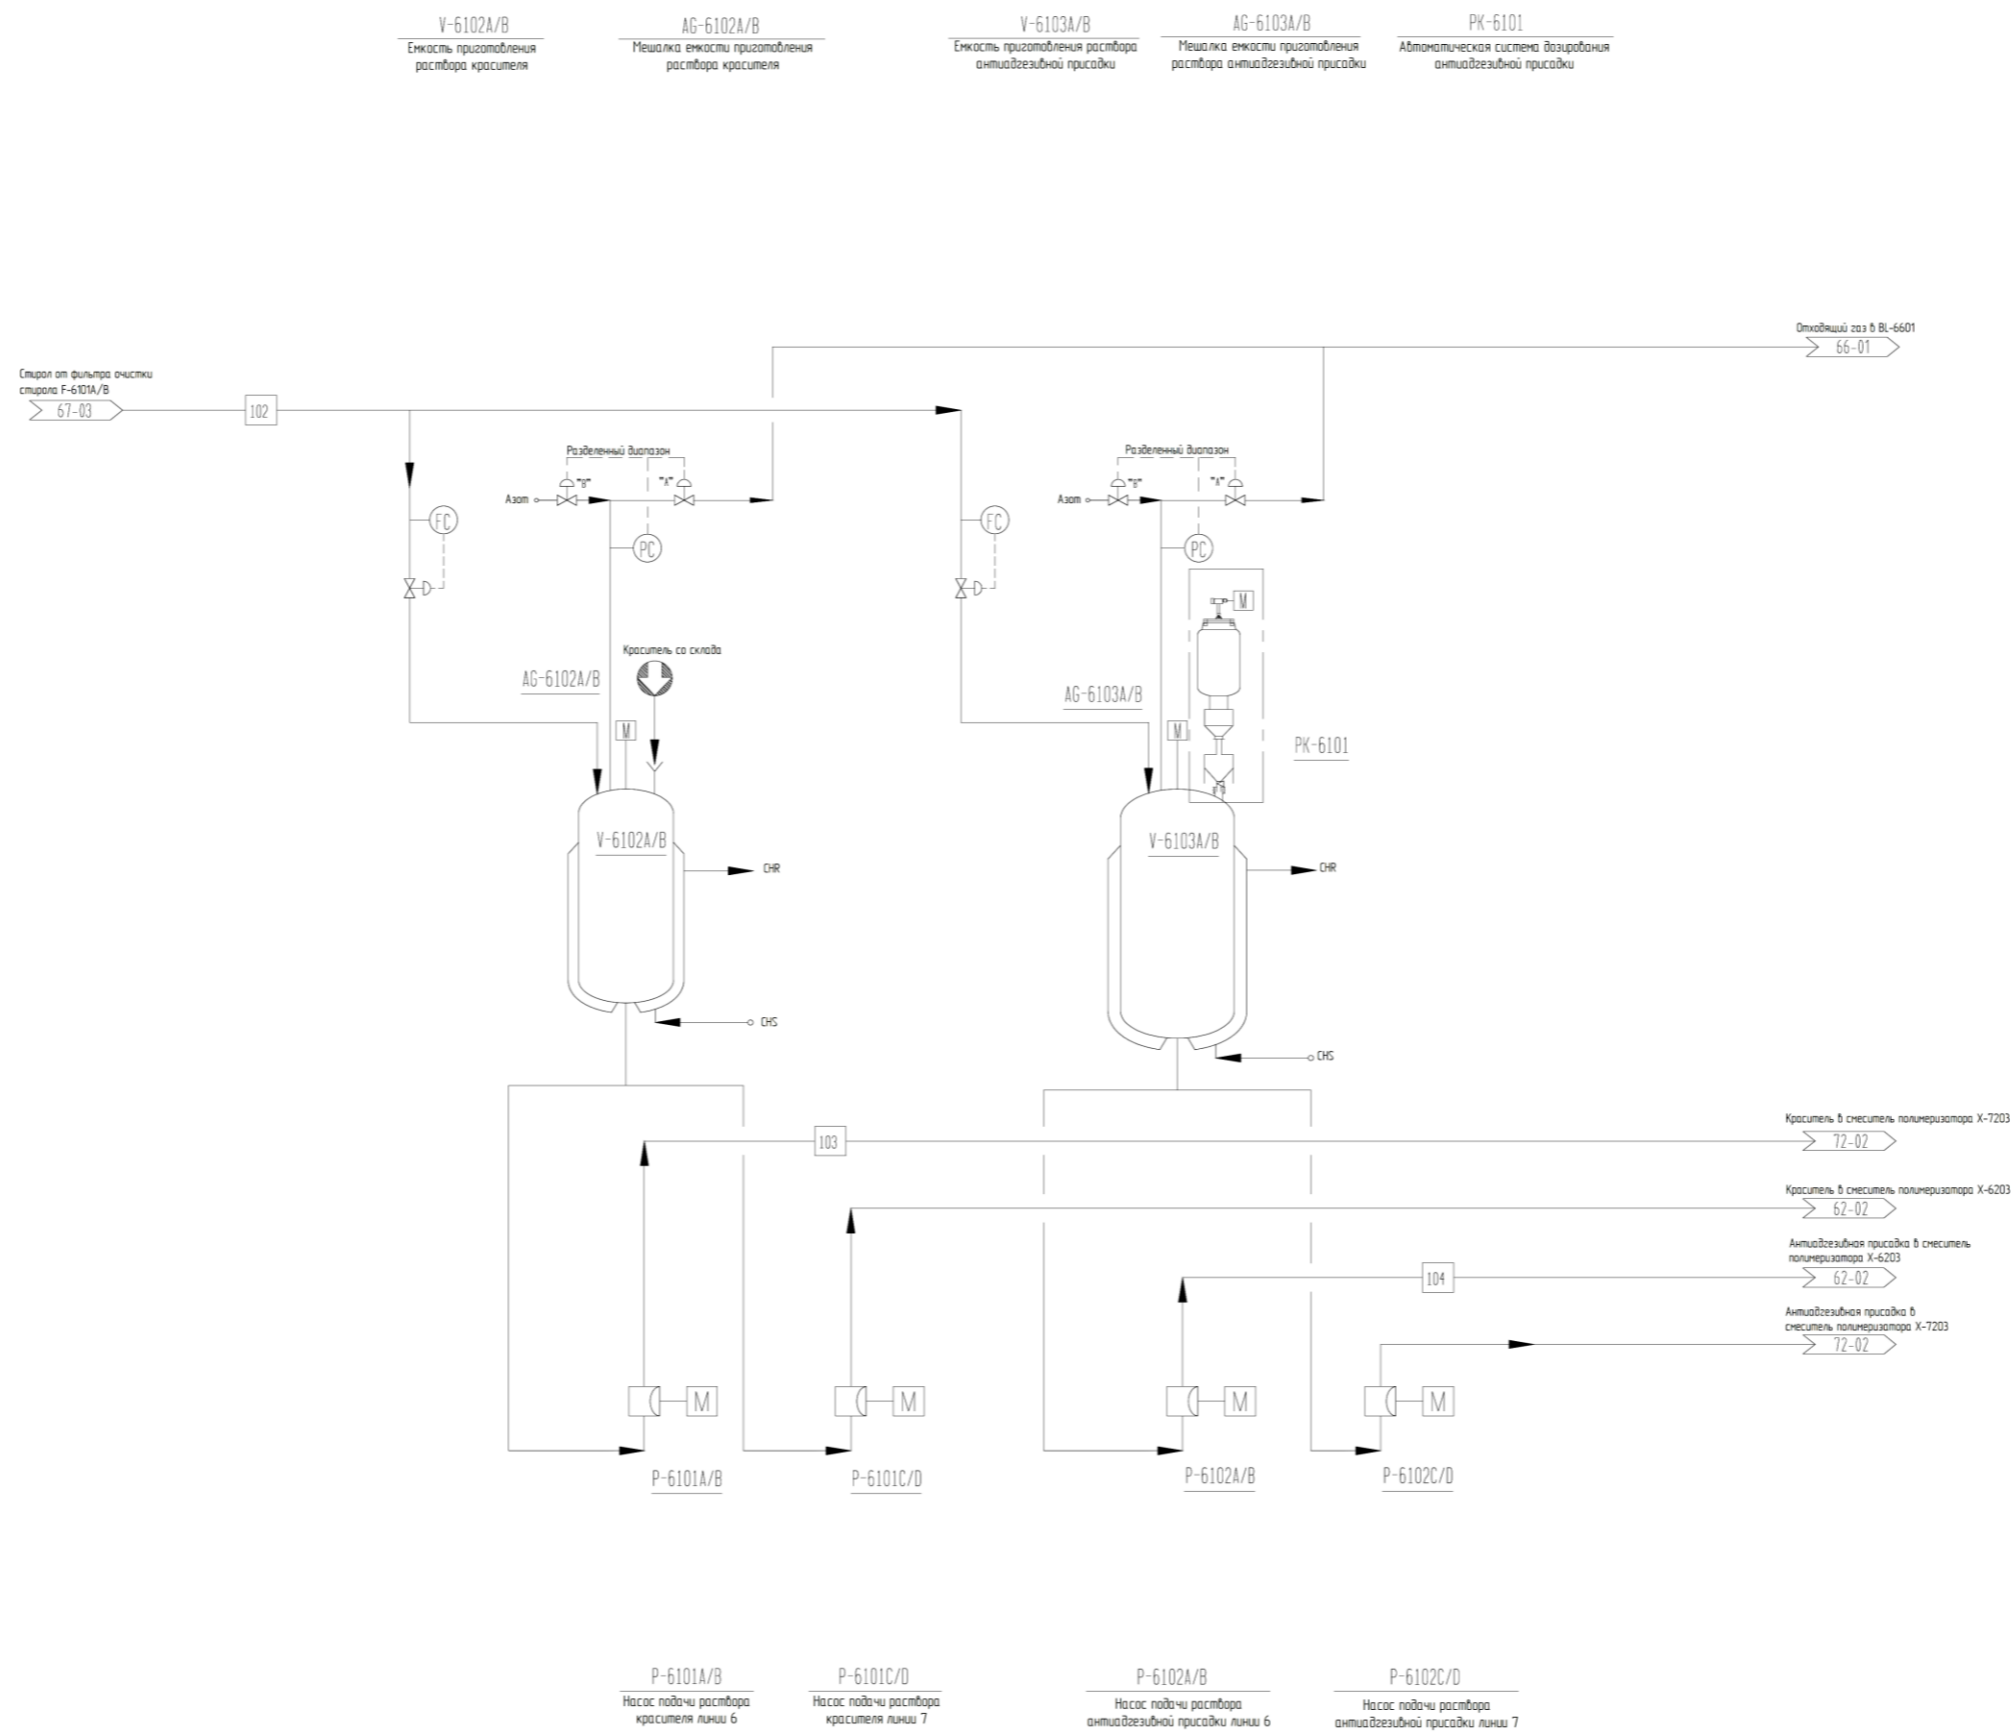 V-6102A/B
Емкость приготовления
раствора красителя
AG-6102A/B
Мешалка емкости приготовления
раствора красителя
V-6103A/B
Емкость приготовления раствора
антиадгезивной присадки
AG-6103A/B
Мешалка емкости приготовления
раствора антиадгезивной присадки
PK-6101
Автоматическая система дозирования
антиадгезивной присадки
Отходящий газ в BL-6601
66-01
Стирол от фильтра очистки
стирола F-6101A/B
67-03
102
Разделенный диапазон
Азот
"B"
"A"
FC
PC
Разделенный диапазон
Азот
"B"
"A"
FC
PC
M
Краситель со склада
AG-6102A/B
M
AG-6103A/B
M
PK-6101
V-6102A/B
V-6103A/B
CHR
CHR
CHS
CHS
Краситель в смеситель полимеризатора X-7203
103
72-02
Краситель в смеситель полимеризатора X-6203
62-02
Антиадгезивная присадка в смеситель
полимеризатора X-6203
104
62-02
Антиадгезивная присадка в
смеситель полимеризатора X-7203
72-02
M
M
M
M
P-6101A/B
P-6101C/D
P-6102A/B
P-6102C/D
P-6101A/B
Насос подачи раствора
красителя линии 6
P-6101C/D
Насос подачи раствора
красителя линии 7
P-6102A/B
Насос подачи раствора
антиадгезивной присадки линии 6
P-6102C/D
Насос подачи раствора
антиадгезивной присадки линии 7